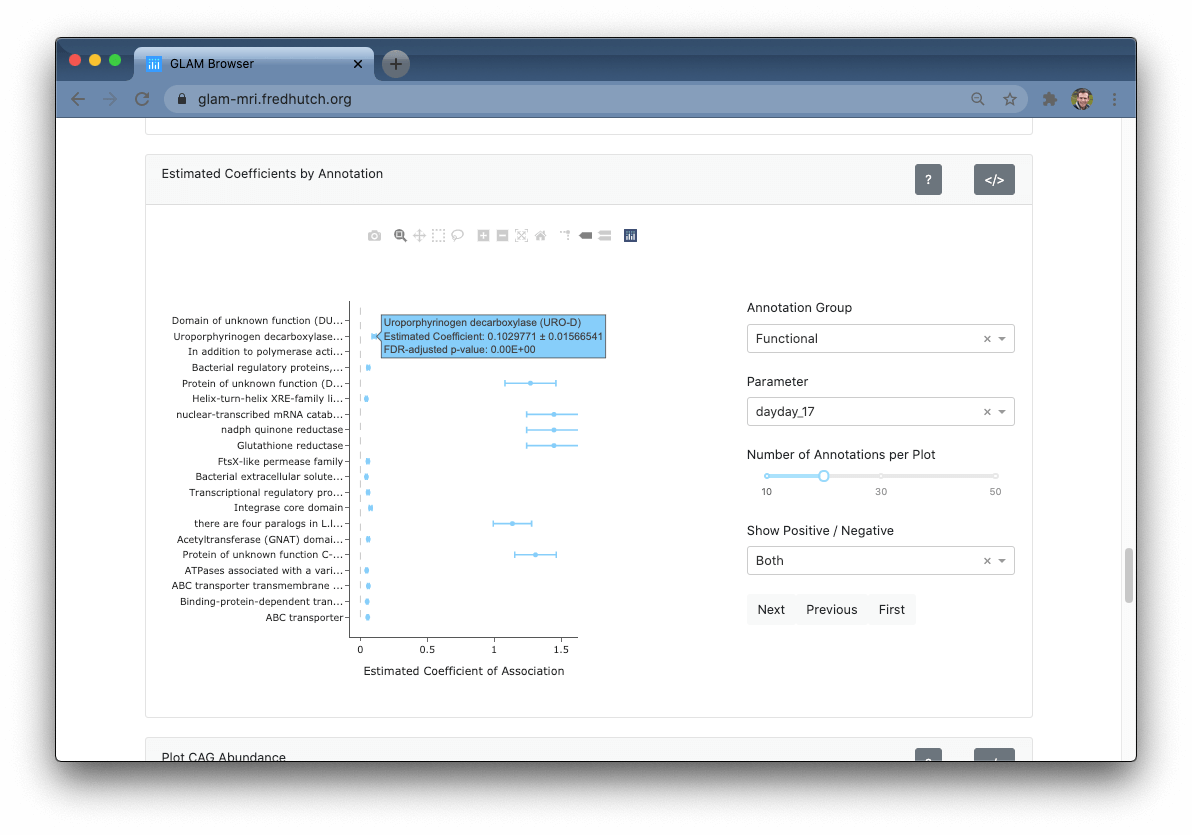 GLAM Browser
glam-mri.fredhutch.org
Estimated Coefficients by Annotation
?
</>
Domain of unknown function (DU...
Uroporphyrinogen decarboxylase...
In addition to polymerase acti...
Bacterial regulatory proteins,...
Protein of unknown function (D...
Helix-turn-helix XRE-family li...
nuclear-transcribed mRNA catab...
nadph quinone reductase
Glutathione reductase
FtsX-like permease family
Bacterial extracellular solute...
Transcriptional regulatory pro...
Integrase core domain
there are four paralogs in L.l...
Acetyltransferase (GNAT) domai...
Protein of unknown function C-...
ATPases associated with a vari...
ABC transporter transmembrane ...
Binding-protein-dependent tran...
ABC transporter
Uroporphyrinogen decarboxylase (URO-D)
Estimated Coefficient: 0.1029771 ± 0.01566541
FDR-adjusted p-value: 0.00E+00
0 0.5 1 1.5
Estimated Coefficient of Association
Annotation Group
Functional
Parameter
dayday_17
Number of Annotations per Plot
10 30 50
Show Positive / Negative
Both
Next Previous First
Plot CAG Abundance